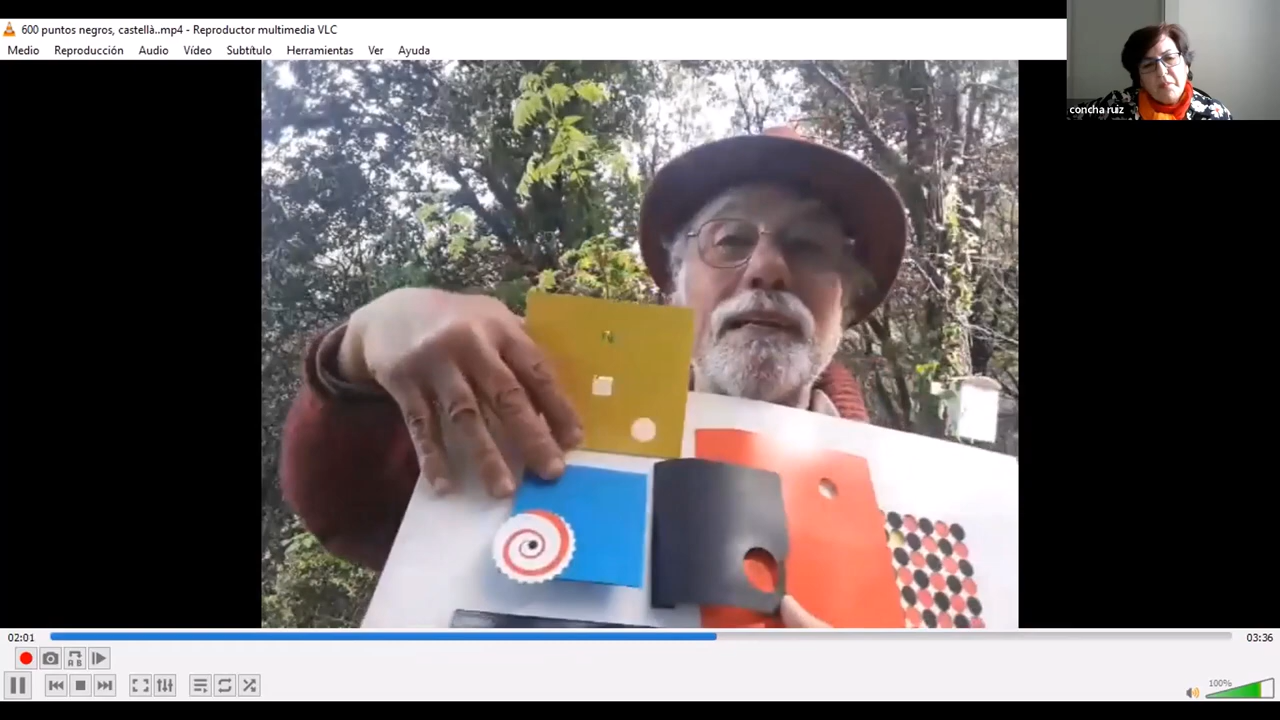 600 puntos negros, castellà..mp4 - Reproductor multimedia VLC
Medio Reproducción Audio Vídeo Subtítulo Herramientas Ver Ayuda
concha ruiz
02:01
03:36
100%